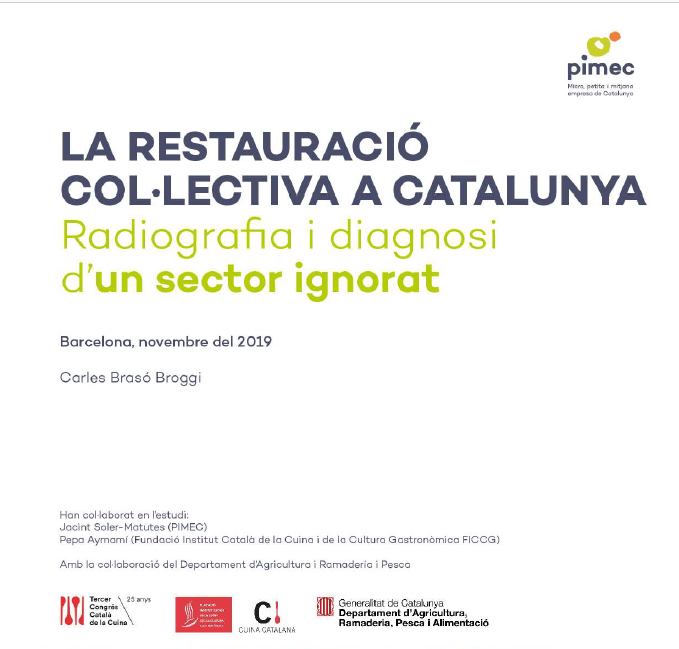 pimec
Micro, petita i mitjana
empresa de Catalunya
LA RESTAURACIÓ
COL·LECTIVA A CATALUNYA
Radiografia i diagnosi
d'un sector ignorat
Barcelona, novembre del 2019
Carles Brasó Broggi
Han col·laborat en l'estudi:
Jacint Soler-Matutes (PIMEC)
Pepa Aymamí (Fundació Institut Català de la Cuina i de la Cultura Gastronòmica FICCG)
Amb la col·laboració del Departament d'Agricultura i Ramaderia i Pesca
Tercer
Congrés
Català
de la Cuina
25 anys
CUINA CATALANA
Generalitat de Catalunya
Departament d'Agricultura,
Ramaderia, Pesca i Alimentació